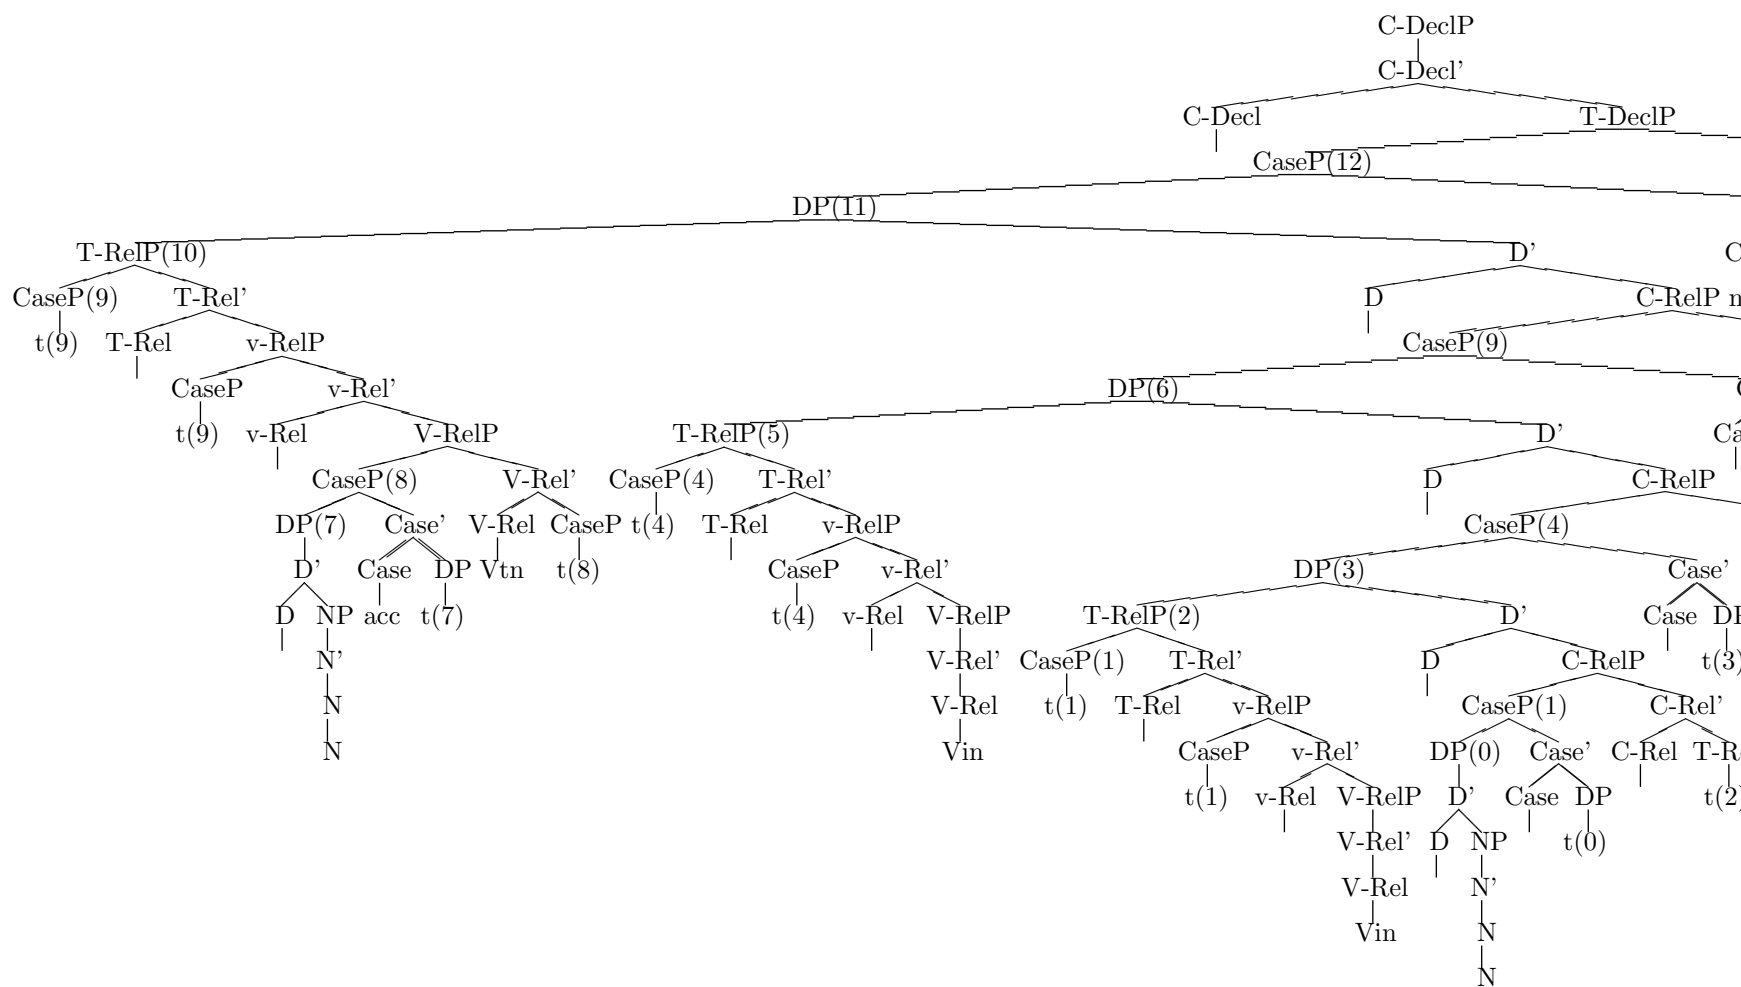 C-DeclP
C-Decl’
C-Decl T-DeclP
CaseP(12)
DP(11)
T-RelP(10) D’
CaseP(9) T-Rel’ D C-RelP
t(9) T-Rel v-RelP CaseP(9)
CaseP v-Rel’ DP(6)
t(9) v-Rel V-RelP T-RelP(5) D’
CaseP(8) V-Rel’ CaseP(4) T-Rel’ D C-RelP
DP(7) Case’ V-Rel CaseP t(4) T-Rel v-RelP CaseP(4)
D’ Case DP Vtn t(8) CaseP v-Rel’ DP(3) Case’
D NP acc t(7) t(4) v-Rel V-RelP T-RelP(2) D’ Case
N’ V-Rel’ CaseP(1) T-Rel’ D C-RelP t(3)
N V-Rel t(1) T-Rel v-RelP CaseP(1) C-Rel’
N Vin CaseP v-Rel’ DP(0) Case’ C-Rel
t(1) v-Rel V-RelP D’ Case DP t(2)
V-Rel’ D NP t(0)
V-Rel N’
Vin N
N